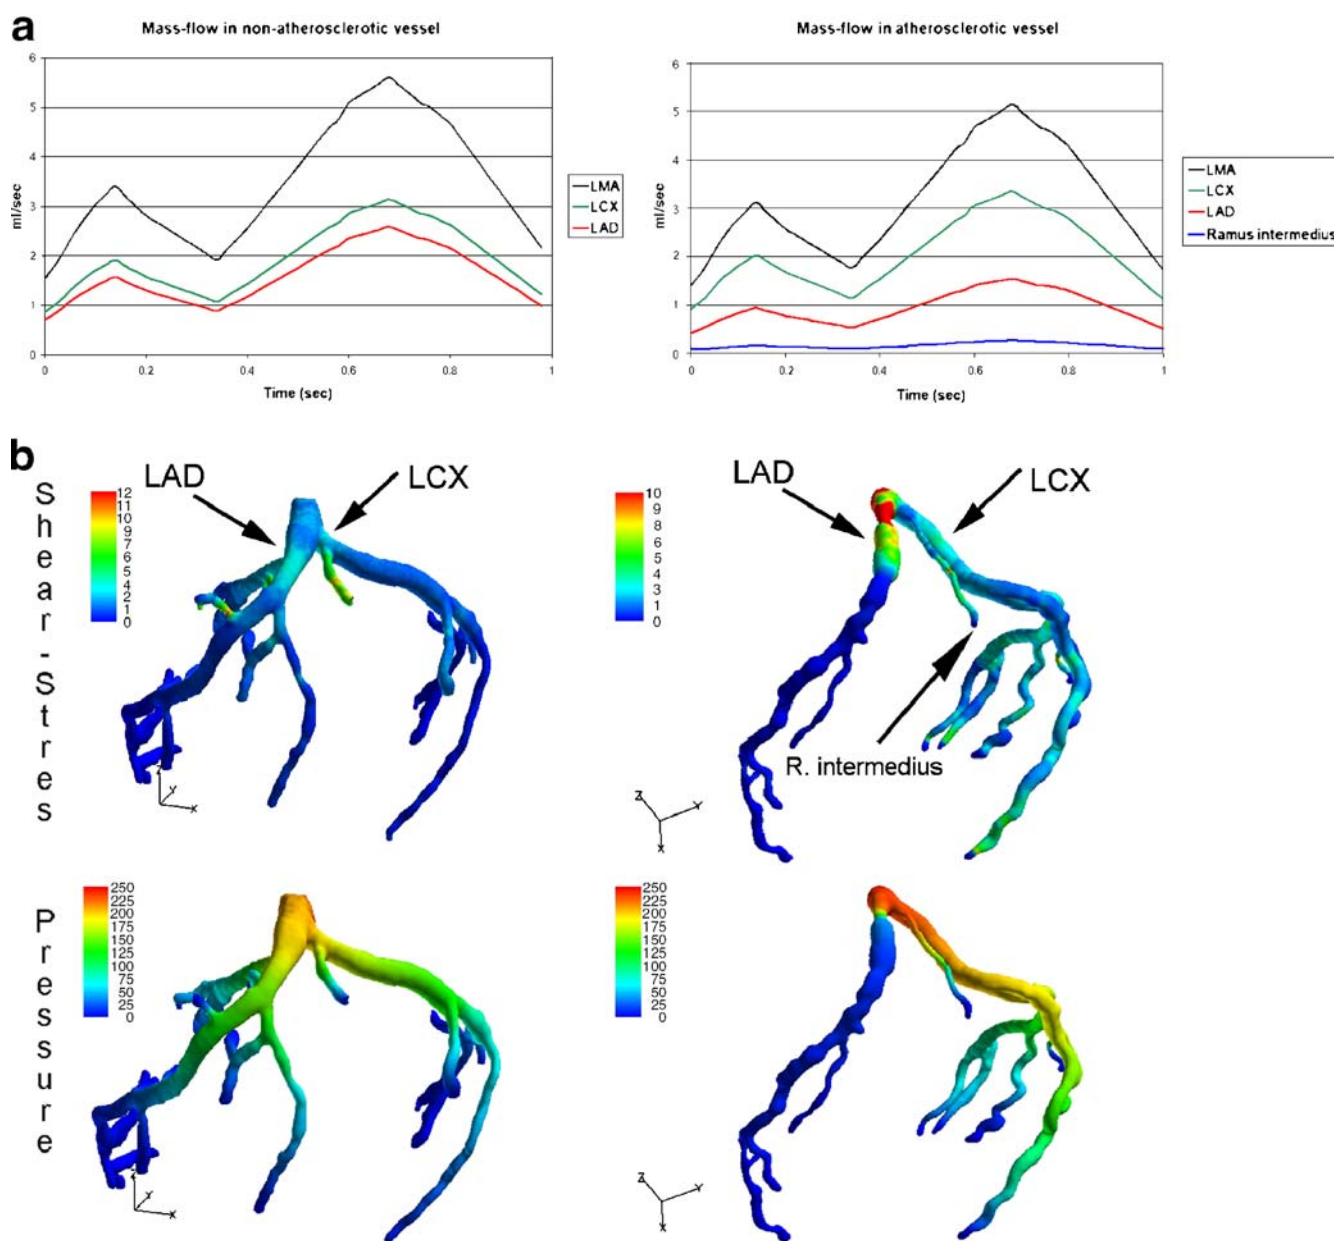 a
Mass-flow in non-atherosclerotic vessel
6
5
4
3
2
1
0
ml/sec
0
0.2
0.4
0.6
0.8
1
Time (sec)
LMA
LCX
LAD
Mass-flow in atherosclerotic vessel
6
5
4
3
2
1
0
ml/sec
0
0.2
0.4
0.6
0.8
1
Time (sec)
LMA
LCX
LAD
Ramus intermedius
b
Shear-Stres
12
11
10
9
7
6
5
4
2
1
0
LAD
LCX
Z
Y
X
10
9
8
6
5
4
3
1
0
LAD
LCX
R. intermedius
Z
Y
X
Pressure
250
225
200
175
150
125
100
75
50
25
0
Z
Y
X
250
225
200
175
150
125
100
75
50
25
0
Z
Y
X